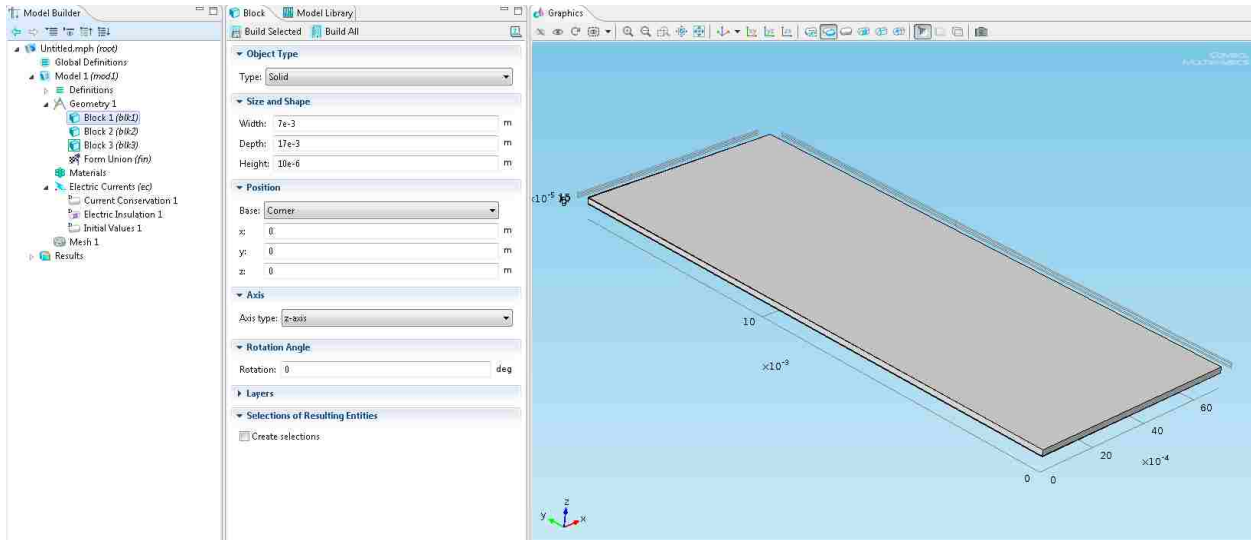 Model Builder
Untitled.mph (root)
Global Definitions
Model 1 (mod1)
Definitions
Geometry 1
Block 1 (blk1)
Block 2 (blk2)
Block 3 (blk3)
Form Union (fin)
Materials
Electric Currents (ec)
Current Conservation 1
Electric Insulation 1
Initial Values 1
Mesh 1
Results
Block
Model Library
Build Selected
Build All
Object Type
Type: Solid
Size and Shape
Width: 7e-3 m
Depth: 17e-3 m
Height: 10e-6 m
Position
Base: Corner
x: 0 m
y: 0 m
z: 0 m
Axis
Axis type: z-axis
Rotation Angle
Rotation: 0 deg
Layers
Selections of Resulting Entities
Create selections
Graphics
10
×10⁻³
60
40
20
×10⁻⁴
0
0
z
y
x